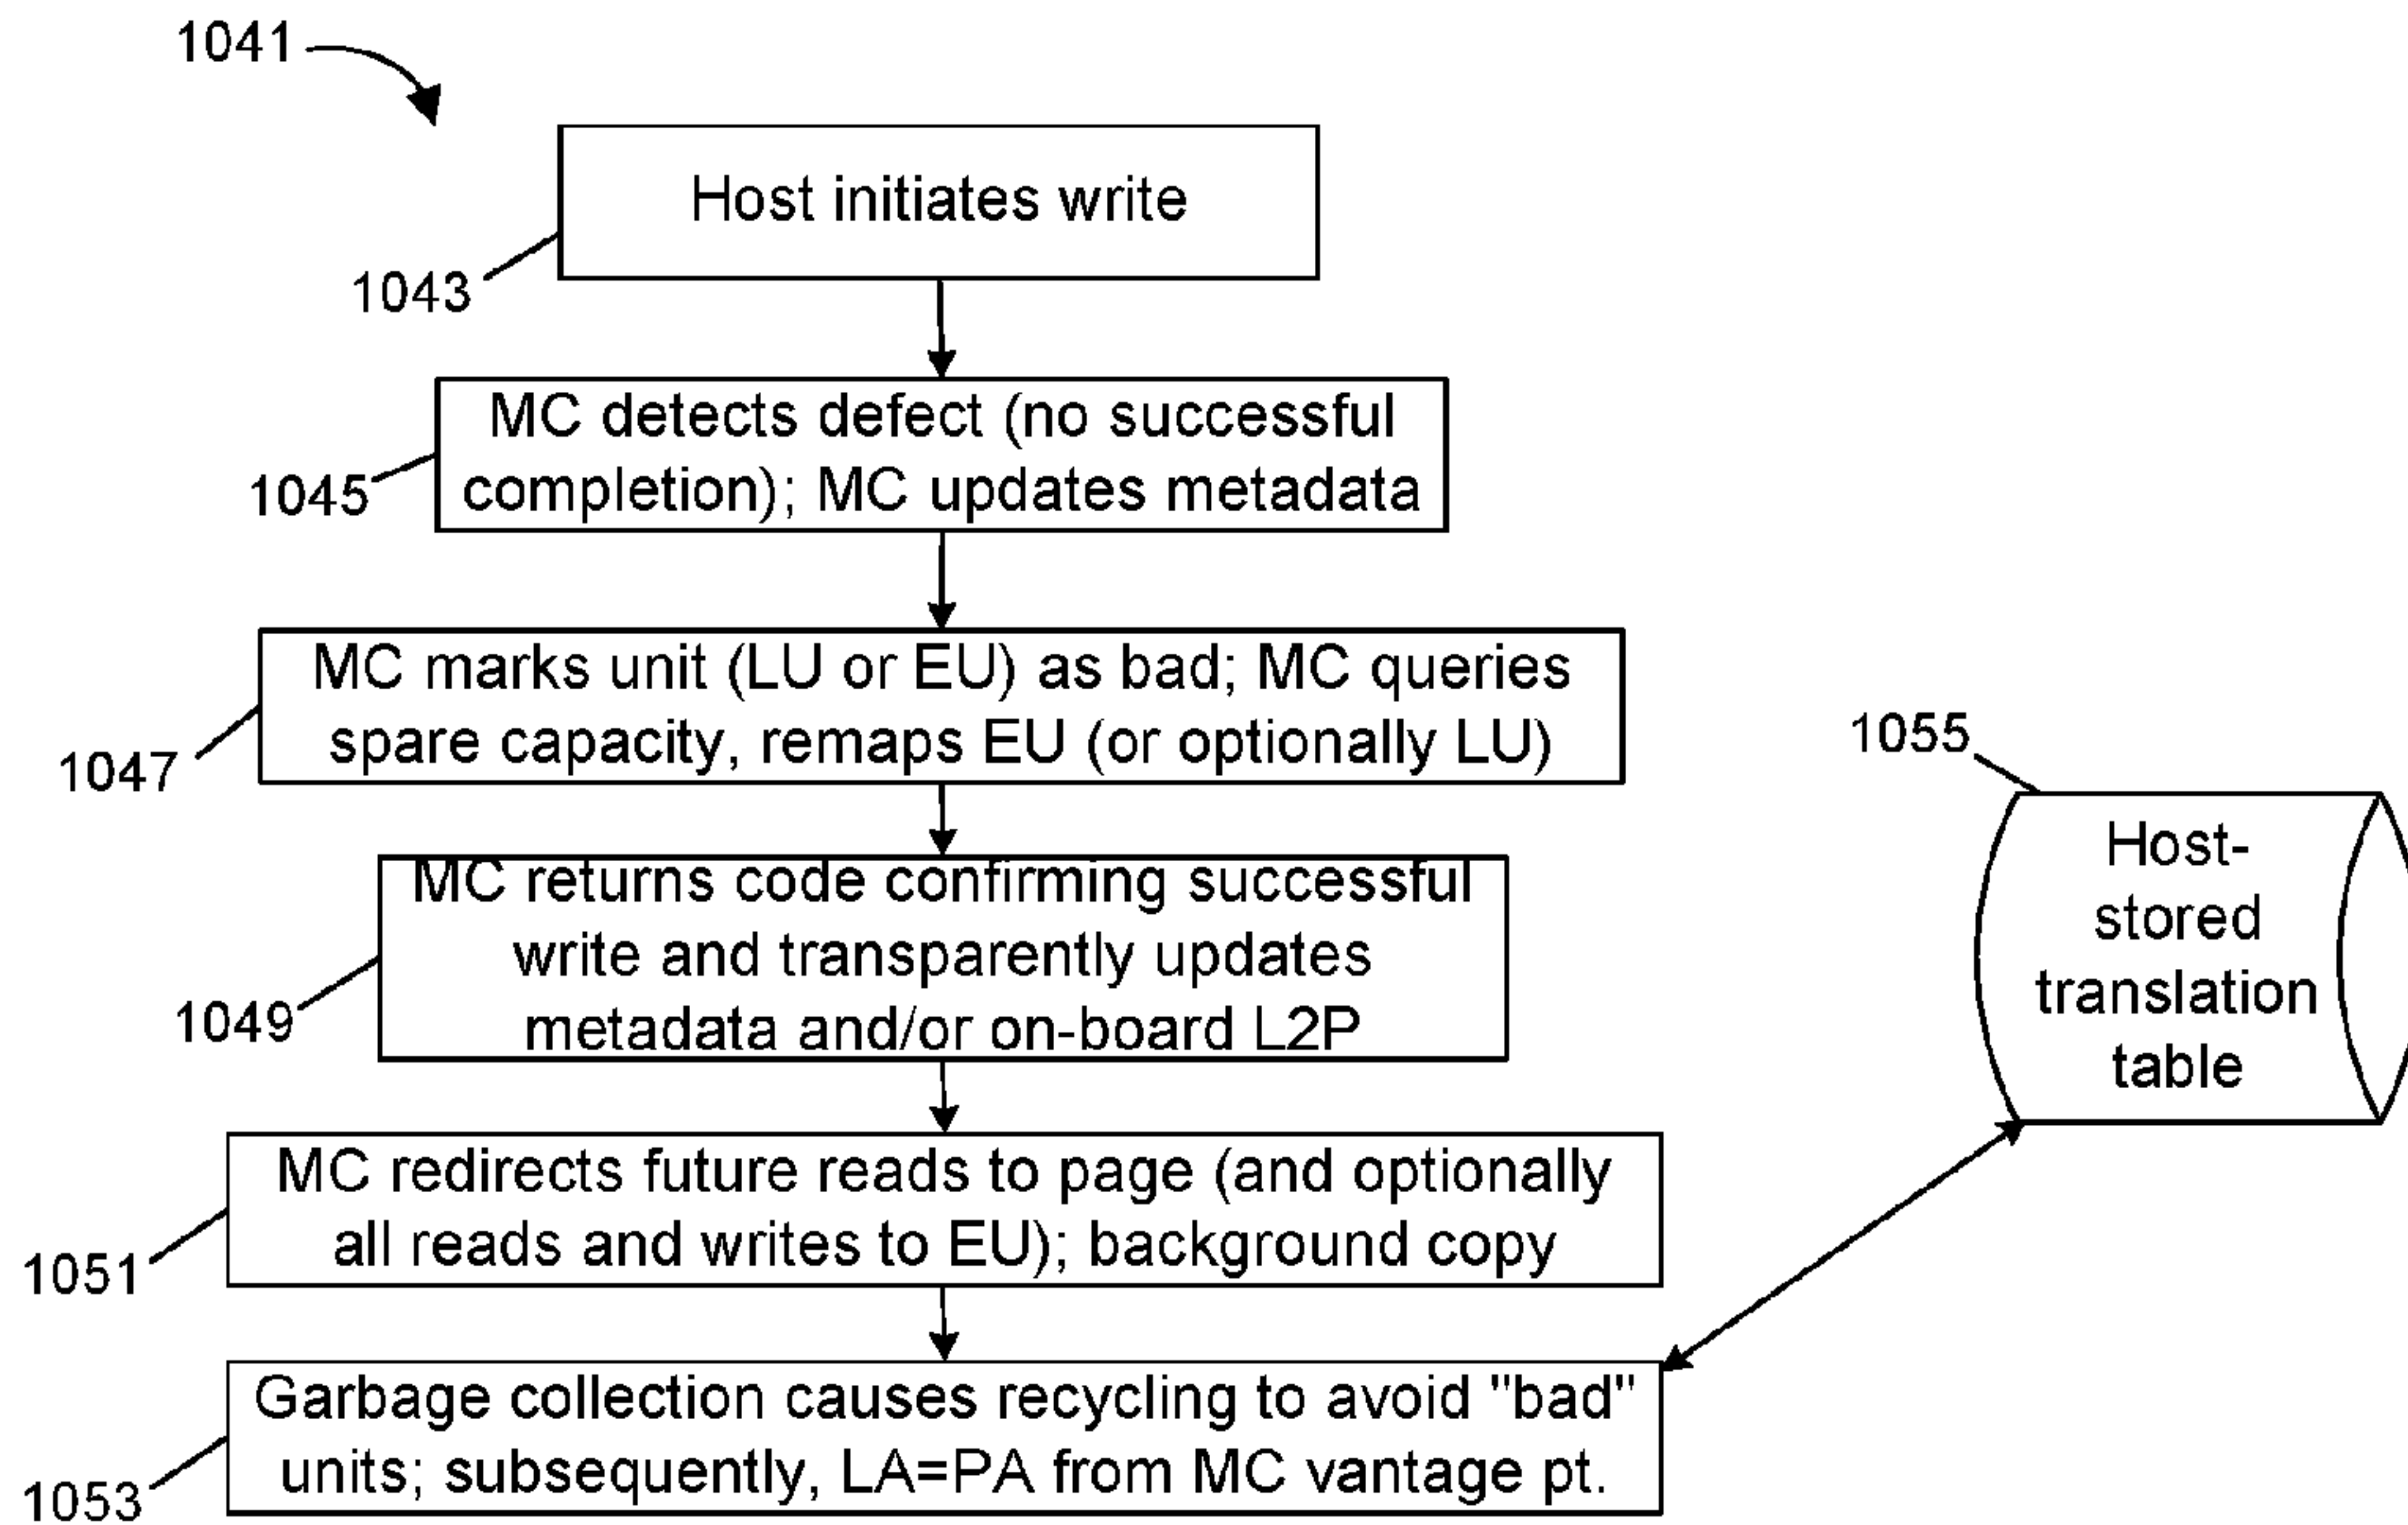 1041
Host initiates write
1043
MC detects defect (no successful
completion); MC updates metadata
1045
MC marks unit (LU or EU) as bad; MC queries
spare capacity, remaps EU (or optionally LU)
1047
MC returns code confirming successful
write and transparently updates
metadata and/or on-board L2P
1049
MC redirects future reads to page (and optionally
all reads and writes to EU); background copy
1051
Garbage collection causes recycling to avoid "bad"
units; subsequently, LA=PA from MC vantage pt.
1053
1055
Host-
stored
translation
table